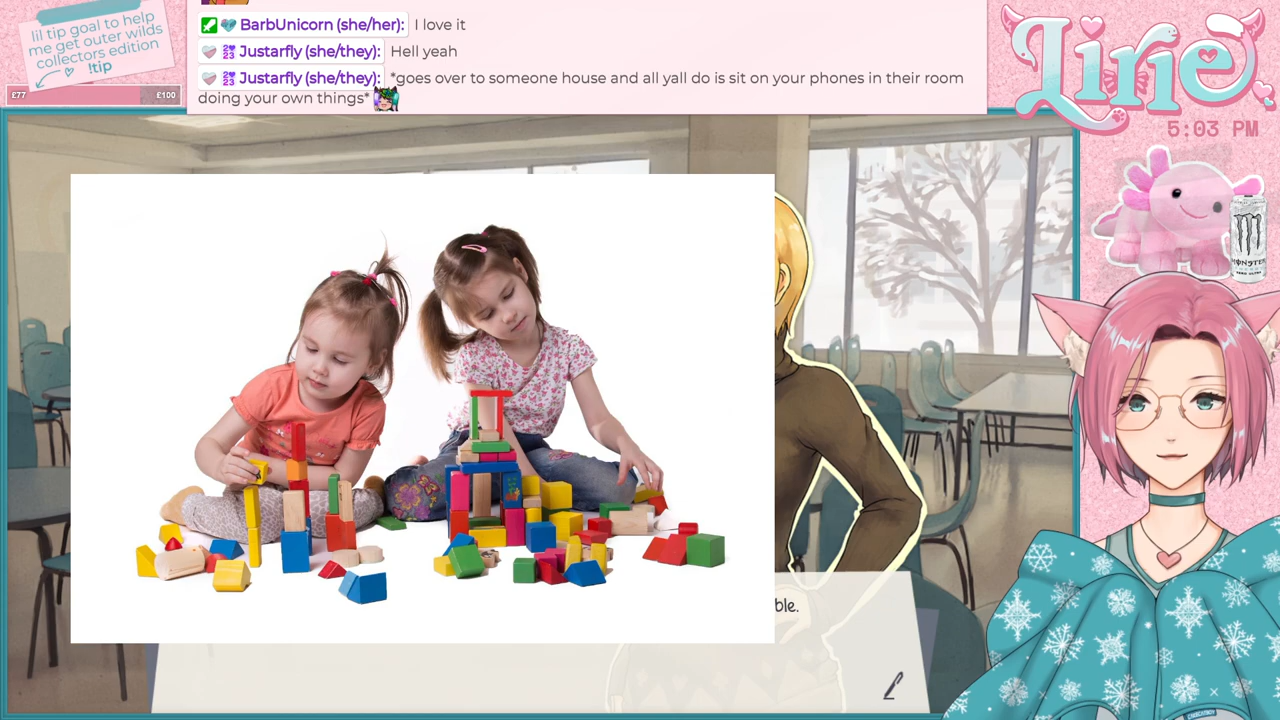 lil tip goal to help
me get outer wilds
collectors edition
!tip
£77 £100
BarbUnicorn (she/her): I love it
Justarfly (she/they): Hell yeah
Justarfly (she/they): *goes over to someone house and all yall do is sit on your phones in their room
doing your own things*
Lirie
5:03 PM
MONSTER
ble.